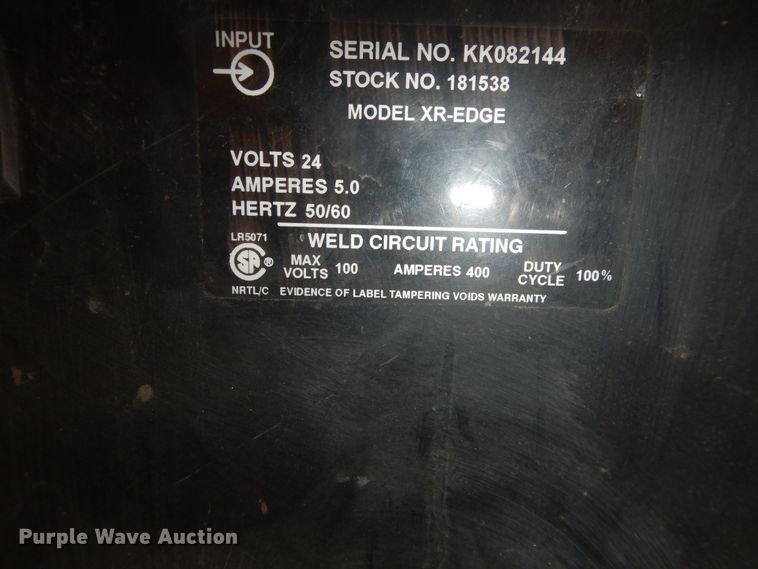 INPUT
SERIAL NO. KK082144
STOCK NO. 181538
MODEL XR-EDGE
VOLTS 24
AMPERES 5.0
HERTZ 50/60
LR5071
WELD CIRCUIT RATING
SA ®
MAX VOLTS 100 AMPERES 400 DUTY CYCLE 100%
NRTL/C EVIDENCE OF LABEL TAMPERING VOIDS WARRANTY
Purple Wave Auction